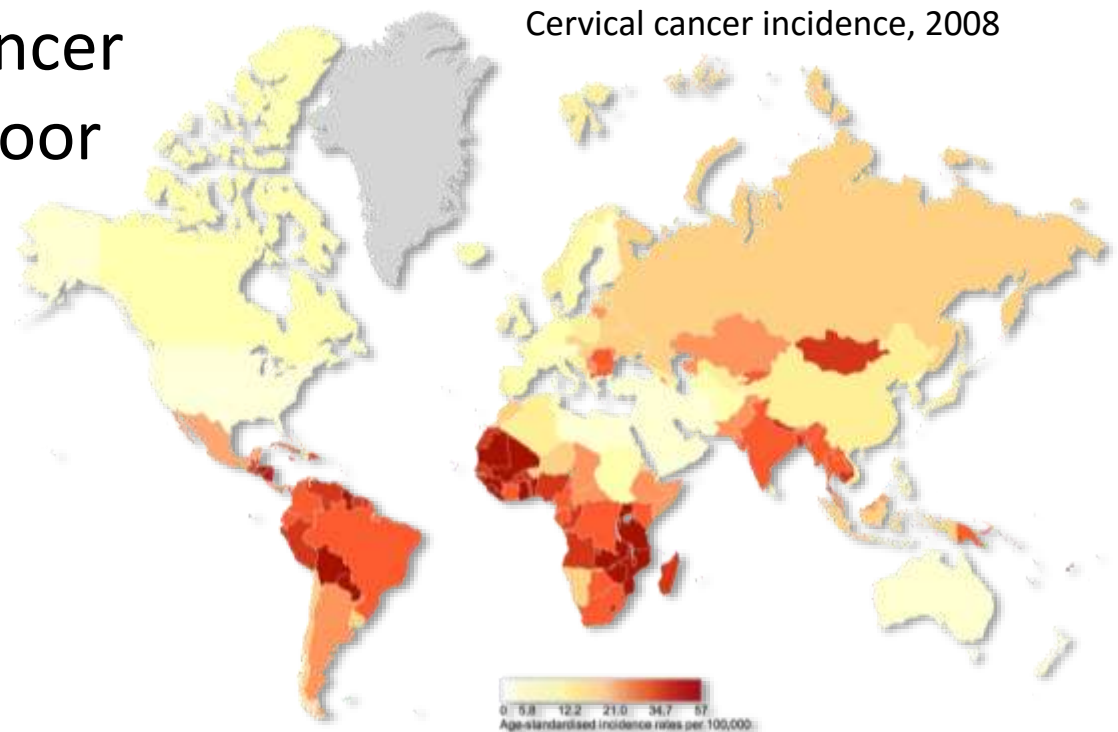 ncer
oor
Cervical cancer incidence, 2008
0 5.8 12.2 21.0 34.7 57
Age-standardised incidence rates per 100,000